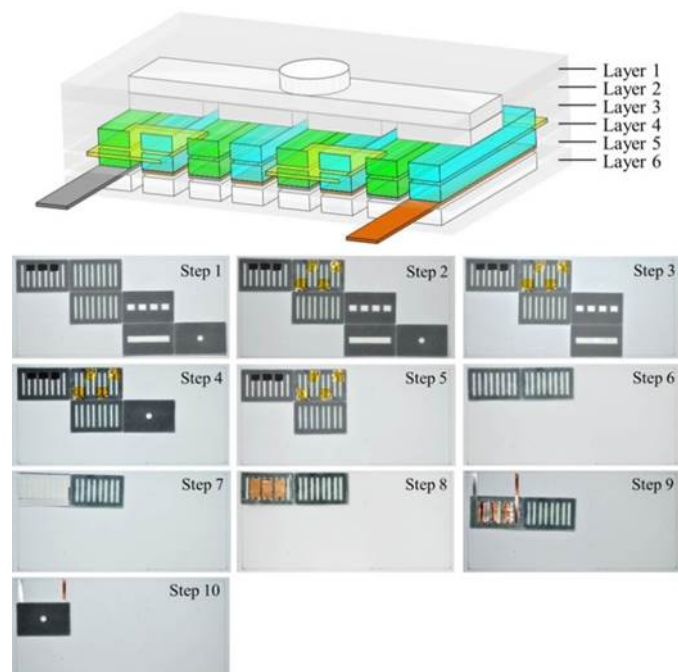 Layer 1
Layer 2
Layer 3
Layer 4
Layer 5
Layer 6
Step 1
Step 2
Step 3
Step 4
Step 5
Step 6
Step 7
Step 8
Step 9
Step 10